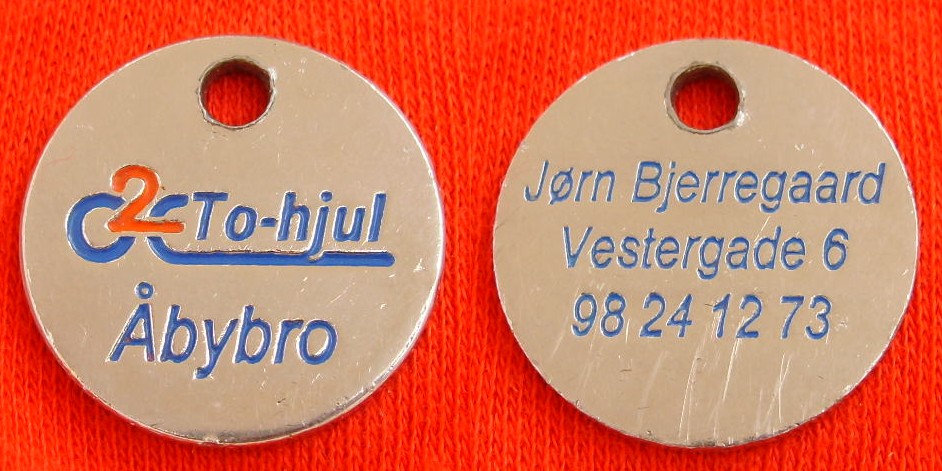 2 To-hjul
Åbybro
Jørn Bjerregaard
Vestergade 6
98 24 12 73